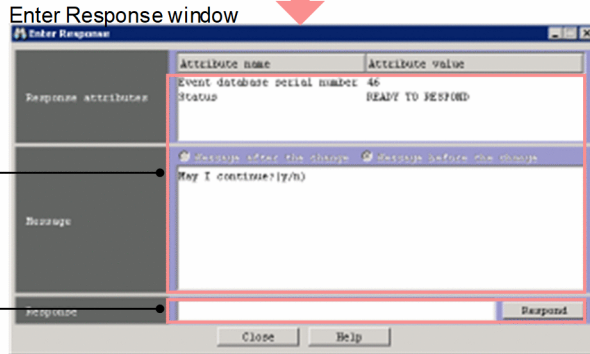 Enter Response window
Enter Response
Attribute name Attribute value
Response attributes
Event database serial number 46
Status READY TO RESPOND
Message after the change Message before the change
Message
May I continue?(y/n)
Response Respond
Close Help